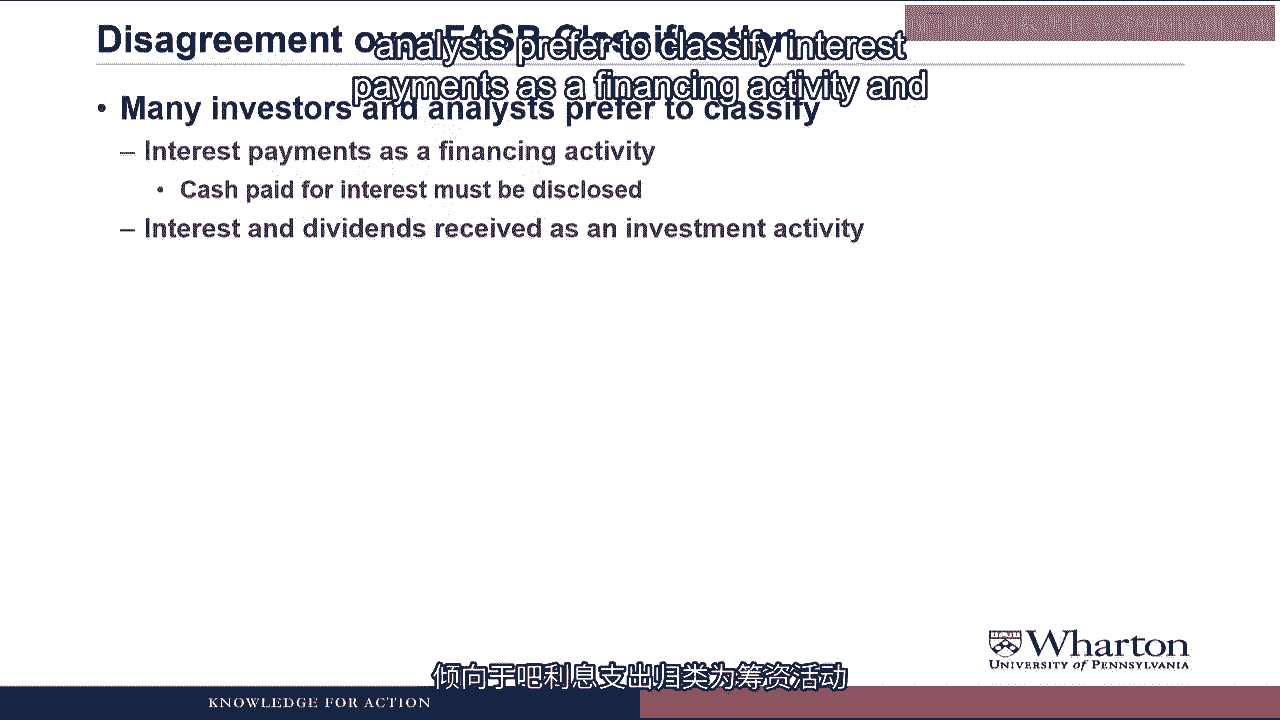 Disagreement over FASB Classification
analysts prefer to classify interest
payments as a financing activity and
• Many investors and analysts prefer to classify
– Interest payments as a financing activity
• Cash paid for interest must be disclosed
– Interest and dividends received as an investment activity
Wharton
UNIVERSITY of PENNSYLVANIA
倾向于吧利息支出归类为筹资活动
KNOWLEDGE FOR ACTION